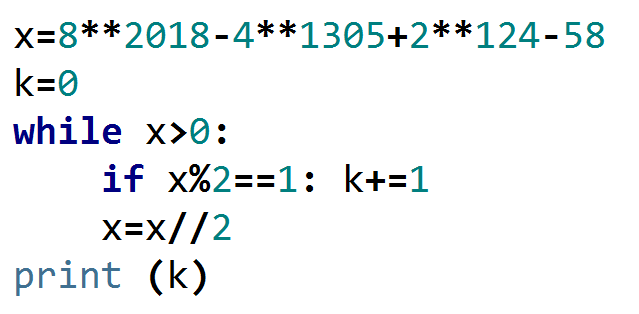 x=8**2018-4**1305+2**124-58
k=0
while x>0:
    if x%2==1: k+=1
    x=x//2
print (k)